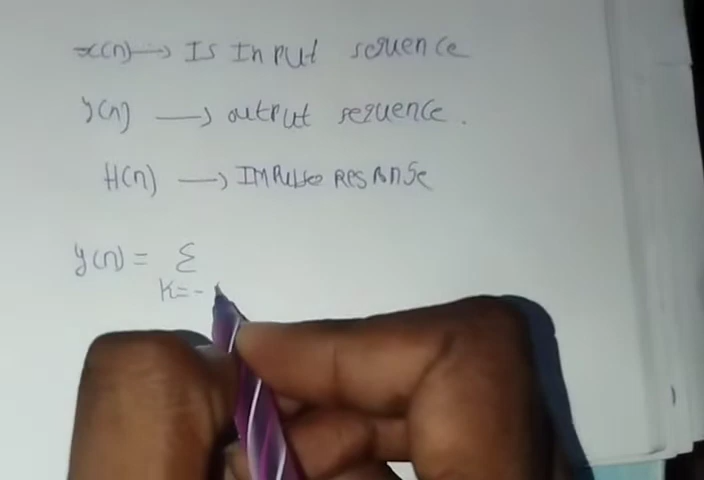 x(n) → Is Input sequence
y(n) → output sequence.
H(n) → Impulse Response
y(n) = Σ
K=-